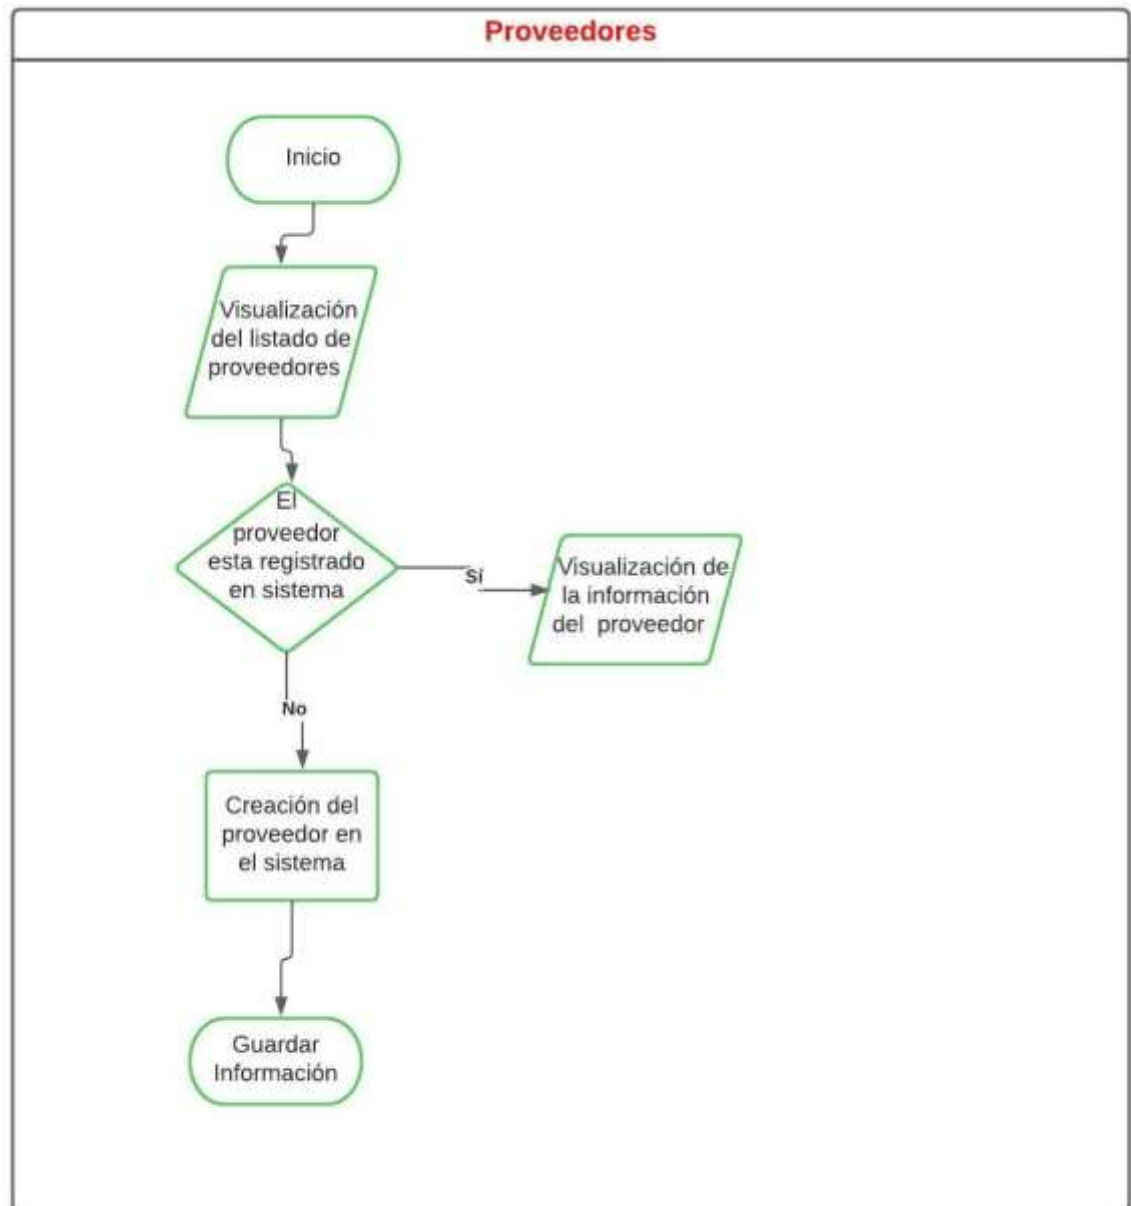 Proveedores
Inicio
Visualización
del listado de
proveedores
El
proveedor
esta registrado
en sistema
Sí
Visualización de
la información
del proveedor
No
Creación del
proveedor en
el sistema
Guardar
Información